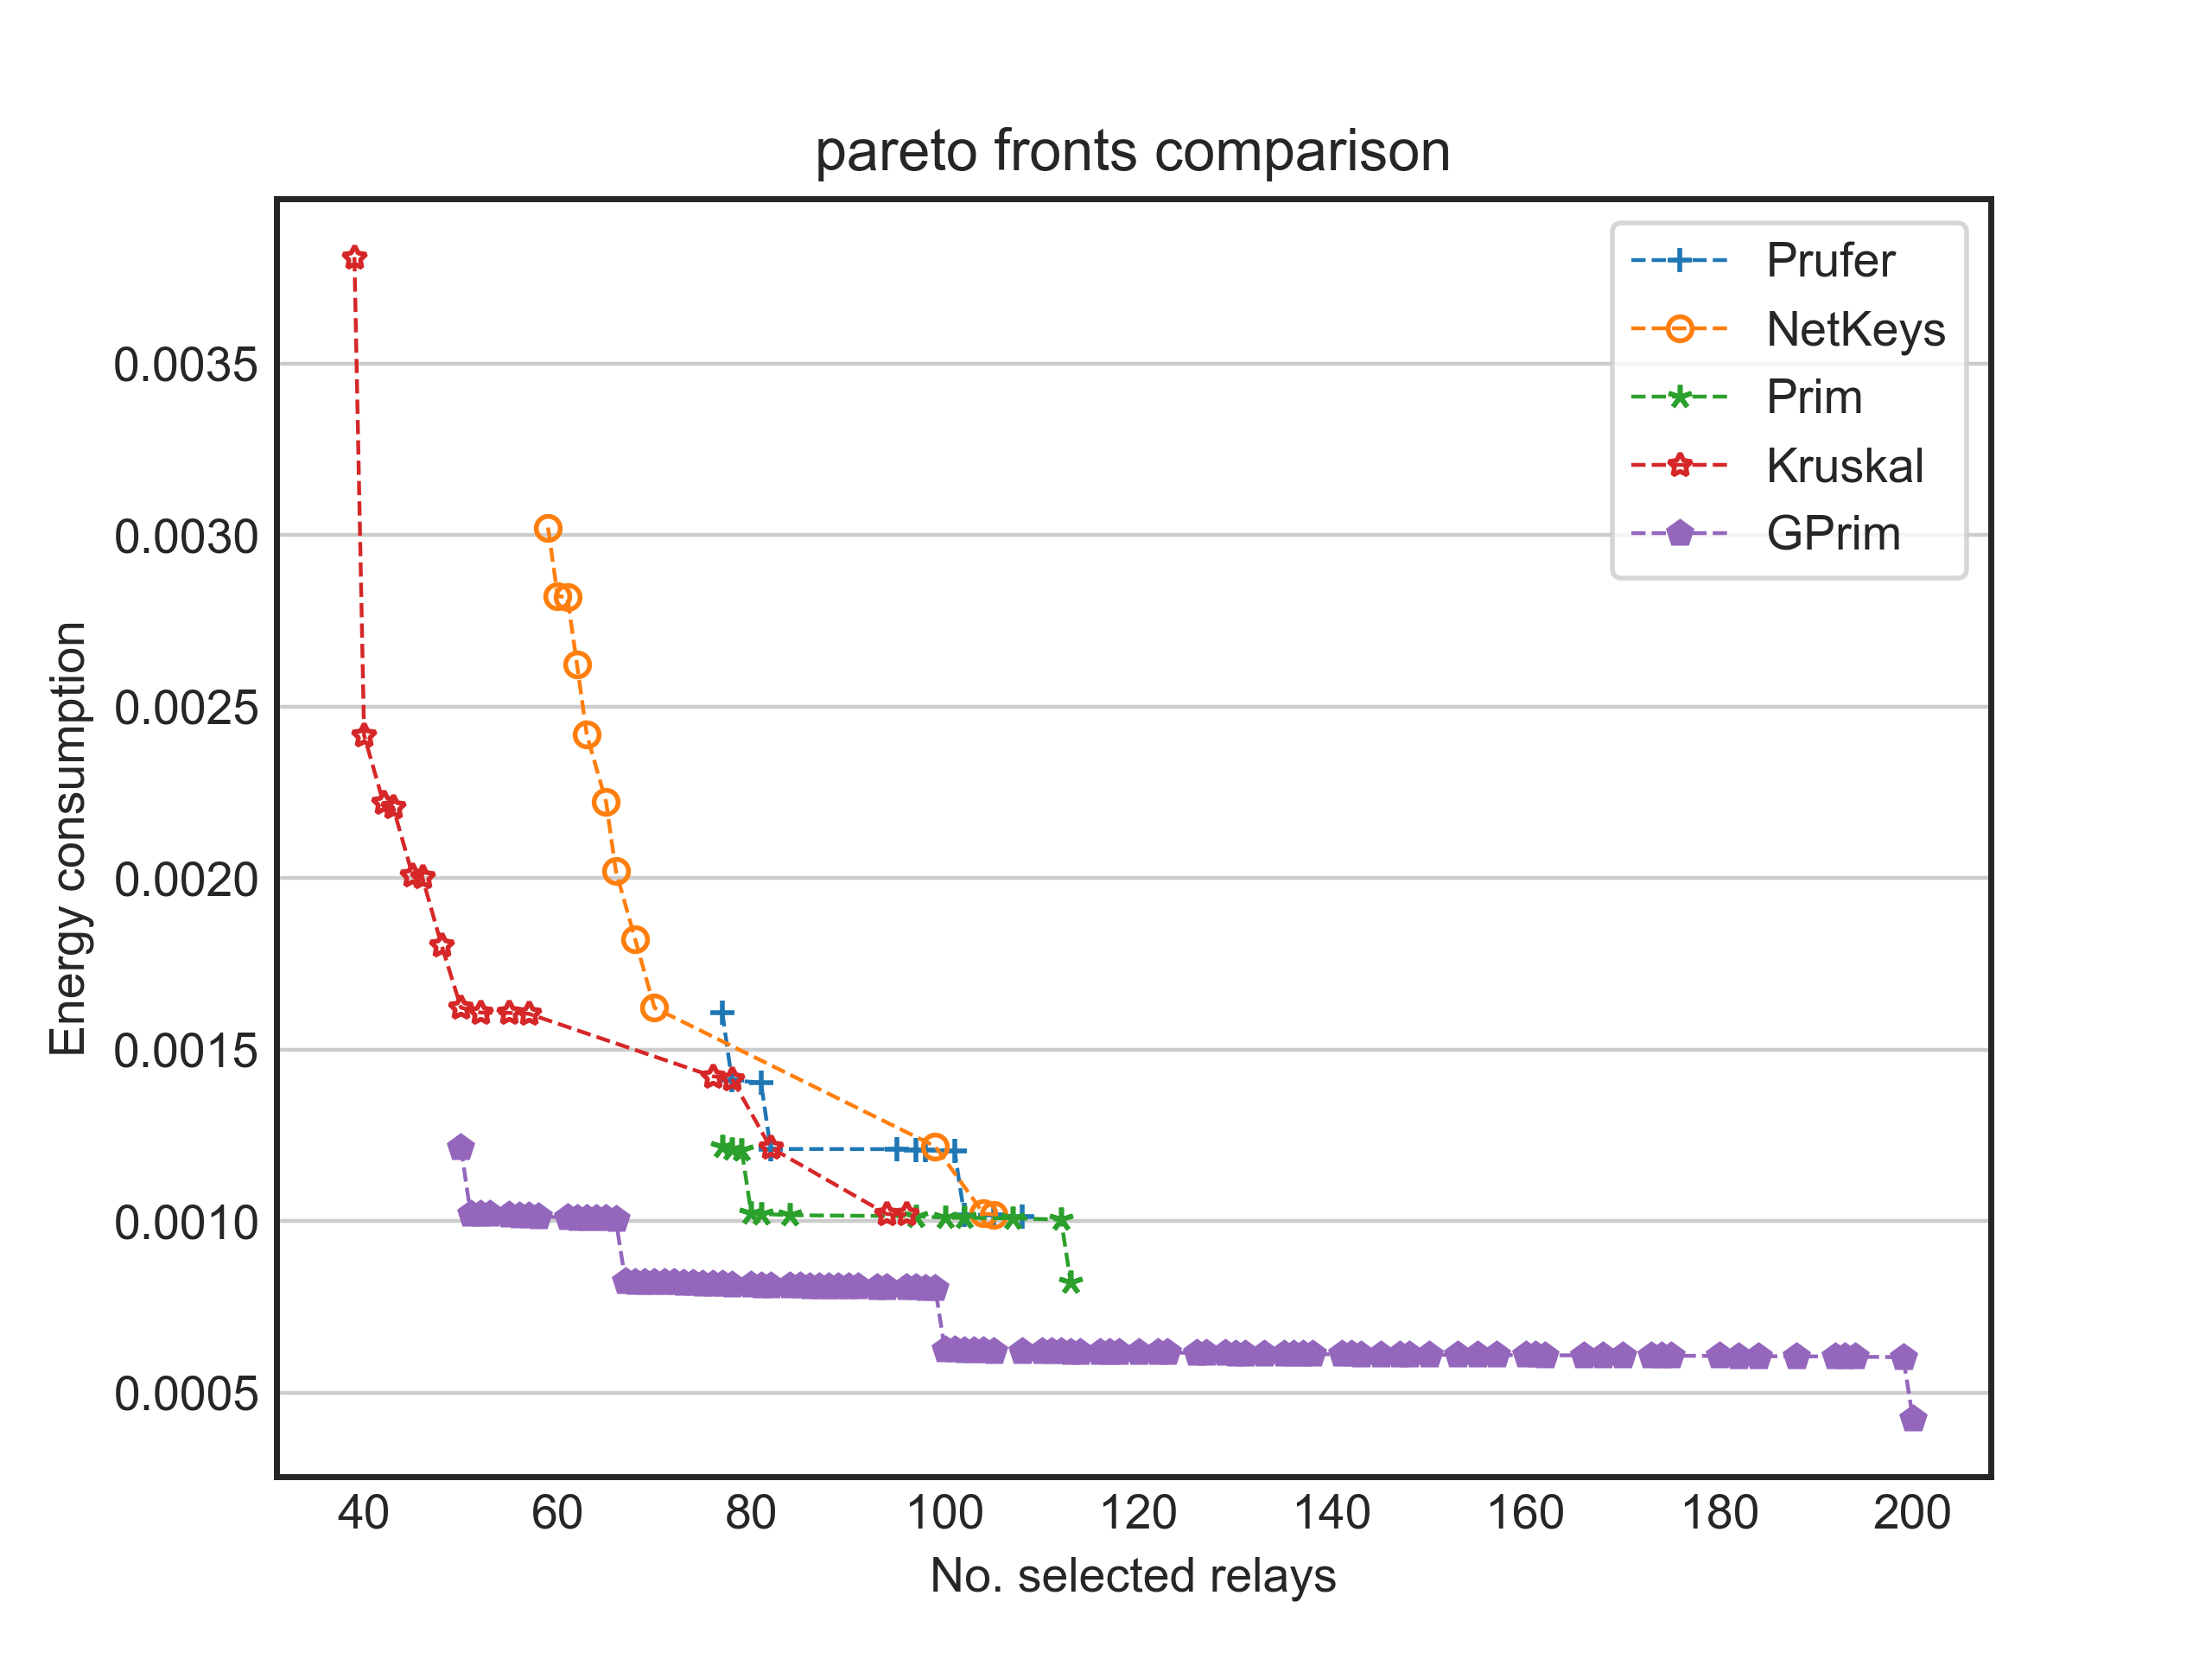 pareto fronts comparison
Prufer
NetKeys
Prim
Kruskal
GPrim
Energy consumption
0.0035
0.0030
0.0025
0.0020
0.0015
0.0010
0.0005
40 60 80 100 120 140 160 180 200
No. selected relays